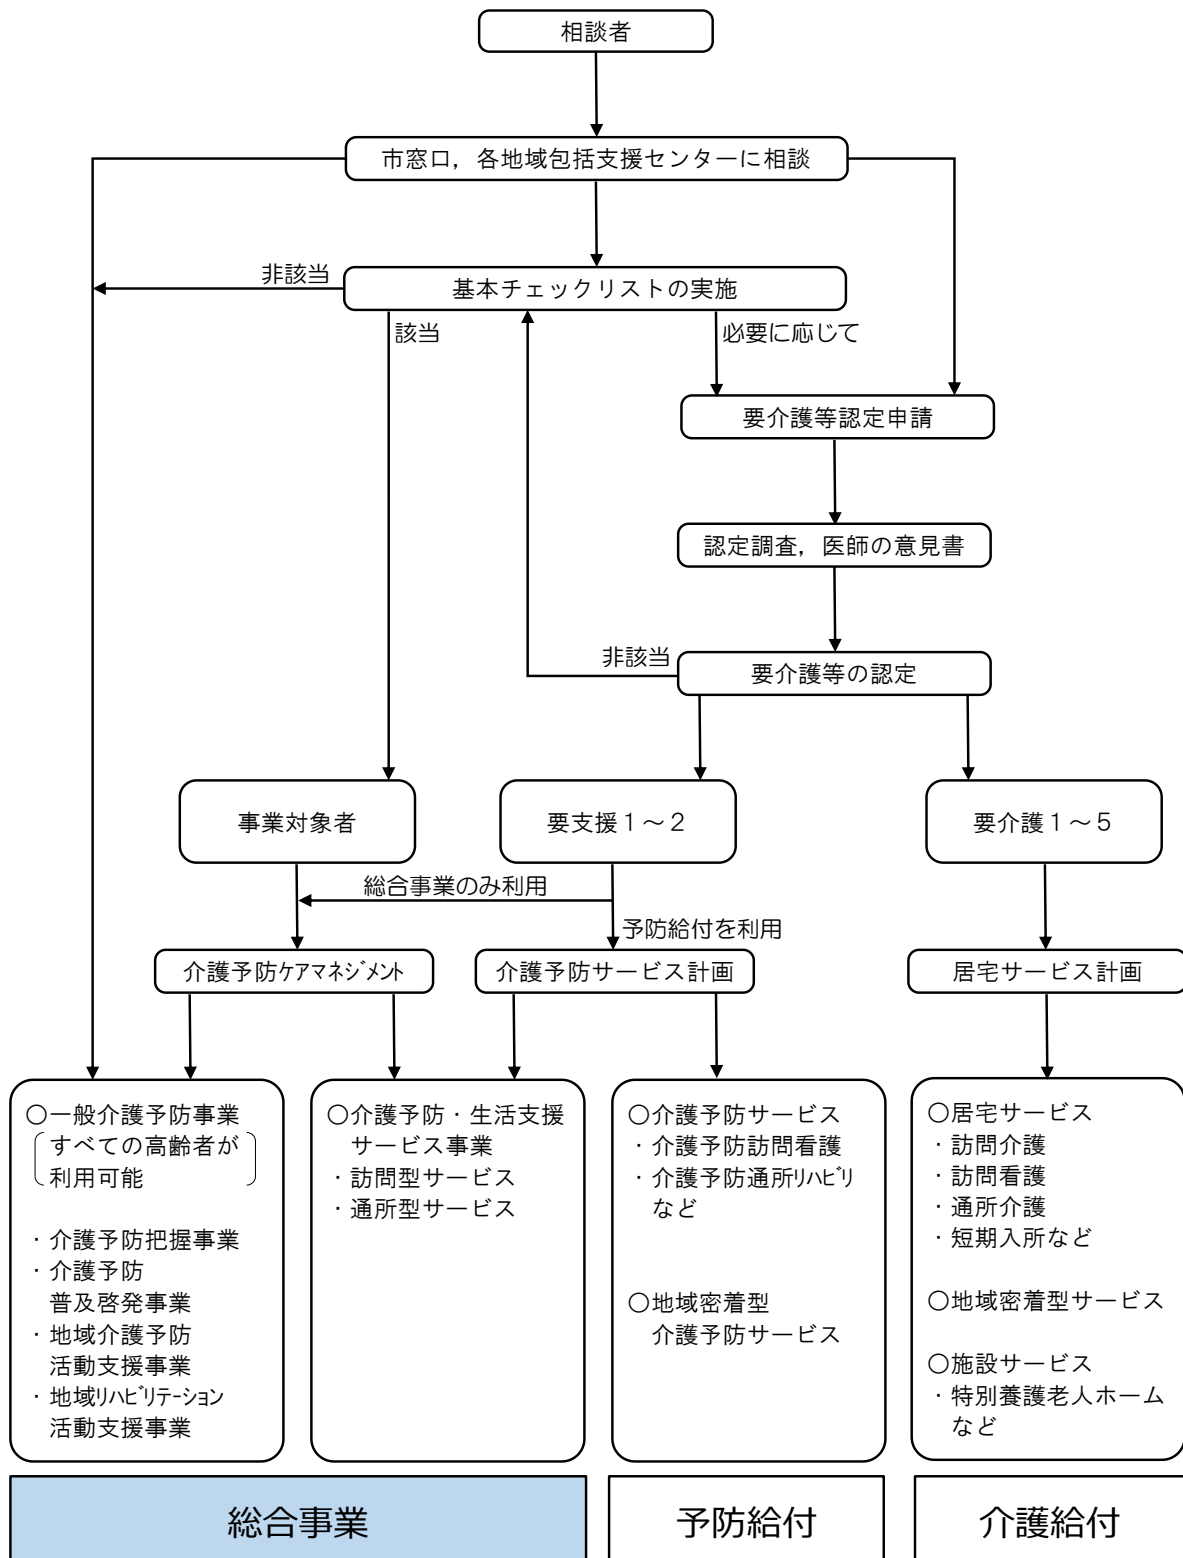 相談者
市窓口，各地域包括支援センターに相談
非該当
基本チェックリストの実施
該当
必要に応じて
要介護等認定申請
認定調査，医師の意見書
非該当
要介護等の認定
事業対象者
要支援１～２
要介護１～５
総合事業のみ利用
予防給付を利用
介護予防ｹｱﾏﾈｼﾞﾒﾝﾄ
介護予防サービス計画
居宅サービス計画
○一般介護予防事業
すべての高齢者が
利用可能
・介護予防把握事業
・介護予防
普及啓発事業
・地域介護予防
活動支援事業
・地域ﾘﾊﾋﾞﾘﾃｰｼｮﾝ
活動支援事業
○介護予防・生活支援
サービス事業
・訪問型サービス
・通所型サービス
○介護予防サービス
・介護予防訪問看護
・介護予防通所ﾘﾊﾋﾞﾘ
など
○地域密着型
介護予防サービス
○居宅サービス
・訪問介護
・訪問看護
・通所介護
・短期入所など
○地域密着型サービス
○施設サービス
・特別養護老人ホーム
など
総合事業
予防給付
介護給付